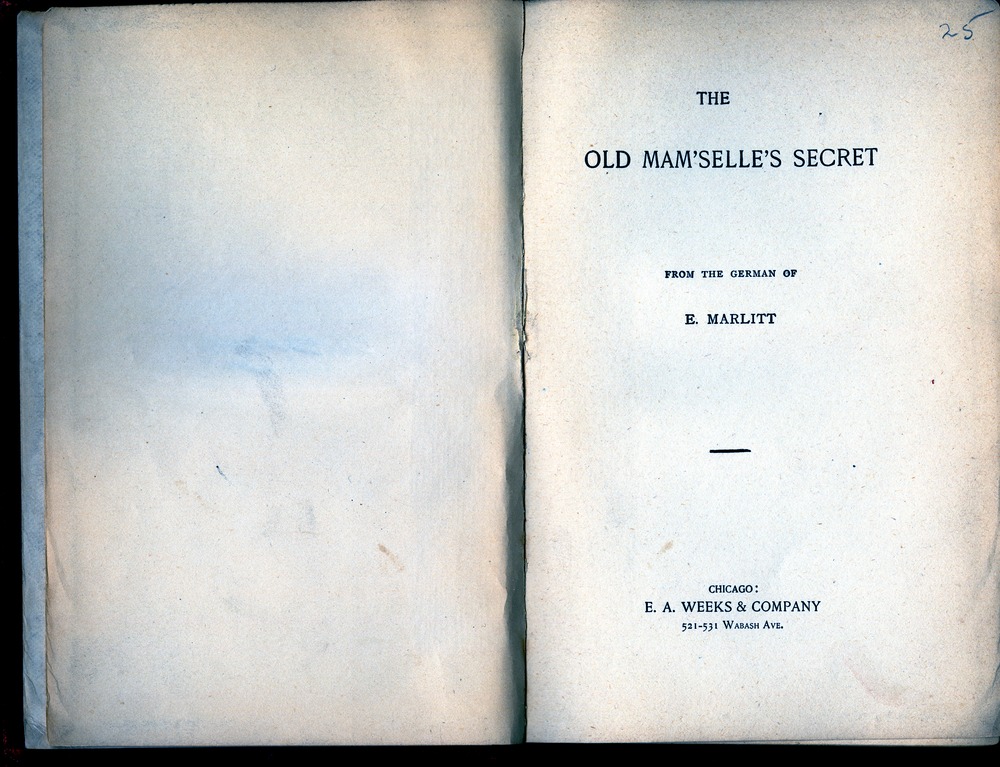 25
THE
OLD MAM'SELLE'S SECRET
FROM THE GERMAN OF
E. MARLITT
CHICAGO:
E. A. WEEKS & COMPANY
521-531 WABASH AVE.